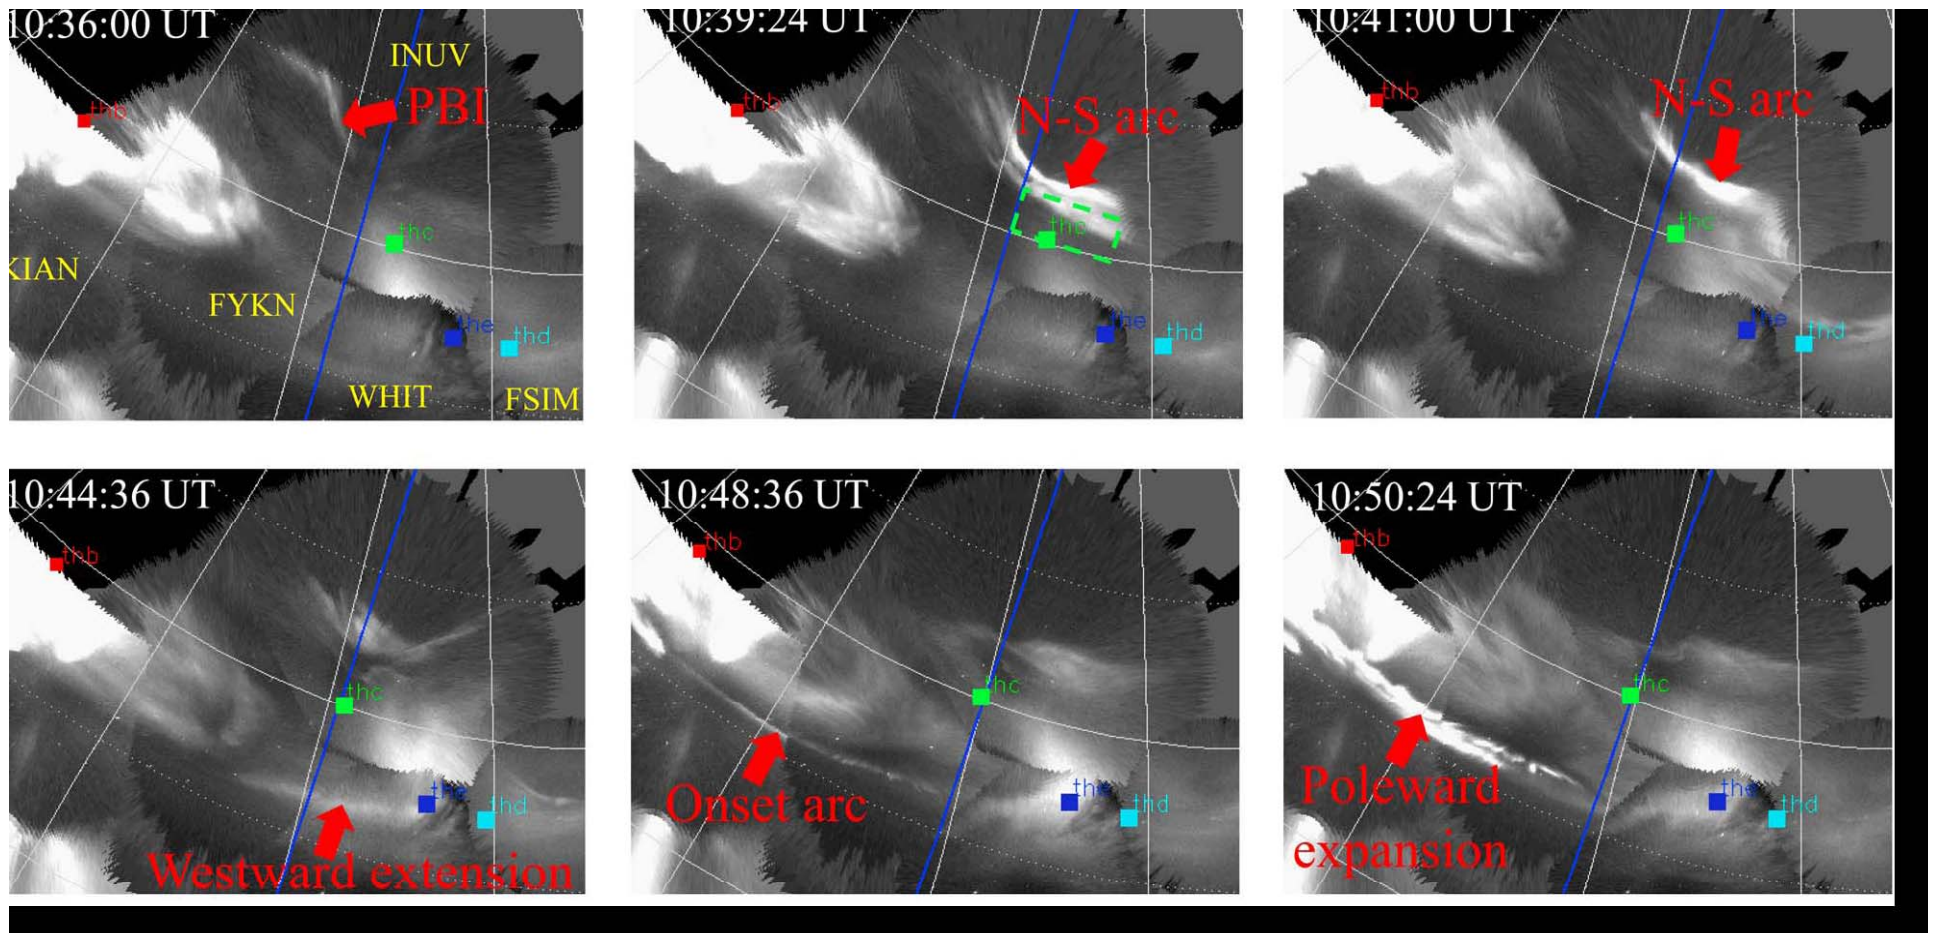 10:36:00 UT
INUV
thb
PBI
thc
KIAN
FYKN
the
thd
WHIT
FSIM
10:39:24 UT
thb
N-S arc
thc
the
thd
10:41:00 UT
thb
N-S arc
thc
the
thd
10:44:36 UT
thb
thc
the
thd
Westward extension
10:48:36 UT
thb
thc
Onset arc
the
thd
10:50:24 UT
thb
thc
Poleward
expansion
the
thd